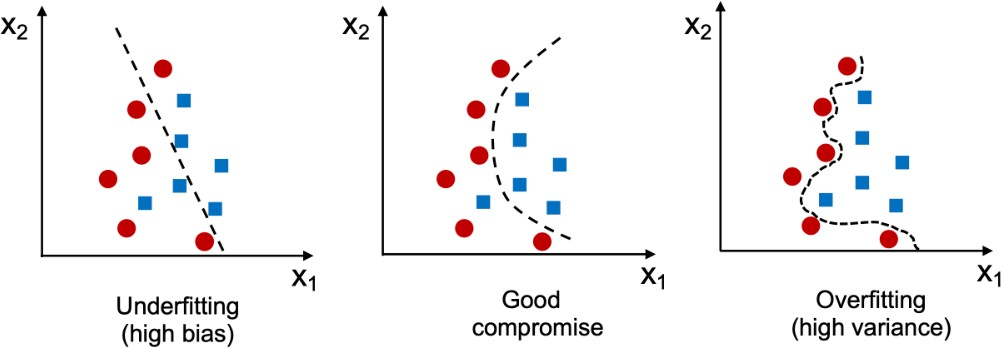 x₂
x₁
Underfitting
(high bias)
x₂
x₁
Good
compromise
x₂
x₁
Overfitting
(high variance)